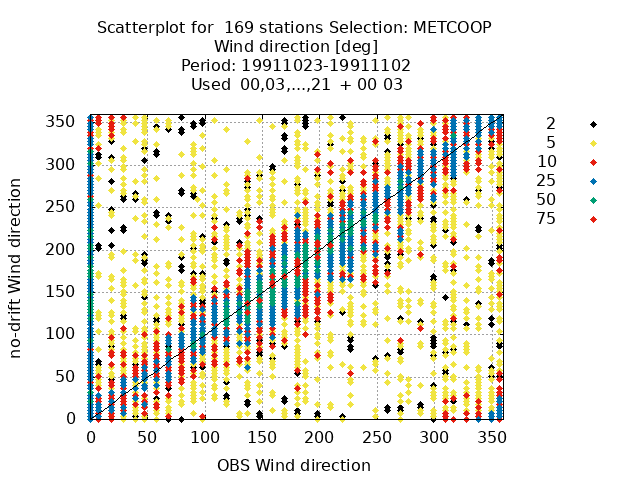 Scatterplot for  169 stations Selection: METCOOP
Wind direction [deg]
Period: 19911023-19911102
Used  00,03,...,21  + 00 03
no-drift Wind direction
350
300
250
200
150
100
50
0
0 50 100 150 200 250 300 350
OBS Wind direction
2
5
10
25
50
75